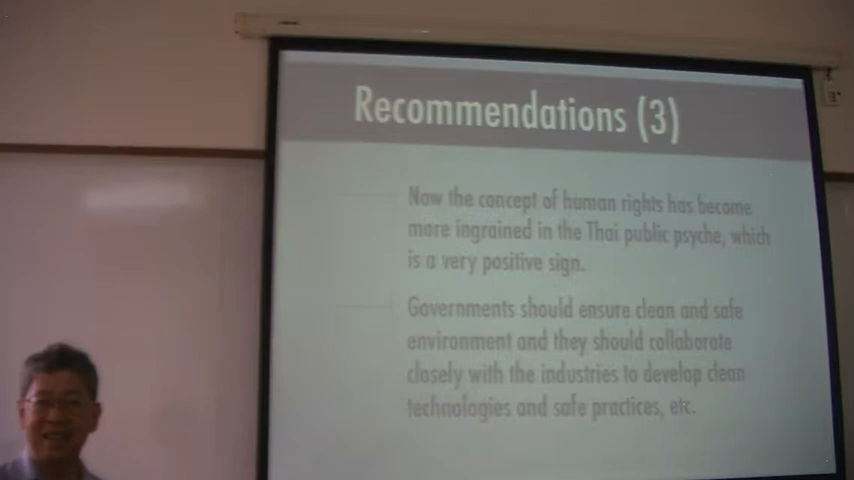 Recommendations (3)
Now the concept of human rights has become
more ingrained in the Thai public psyche, which
is a very positive sign.
Governments should ensure clean and safe
environment and they should collaborate
closely with the industries to develop clean
technologies and safe practices, etc.